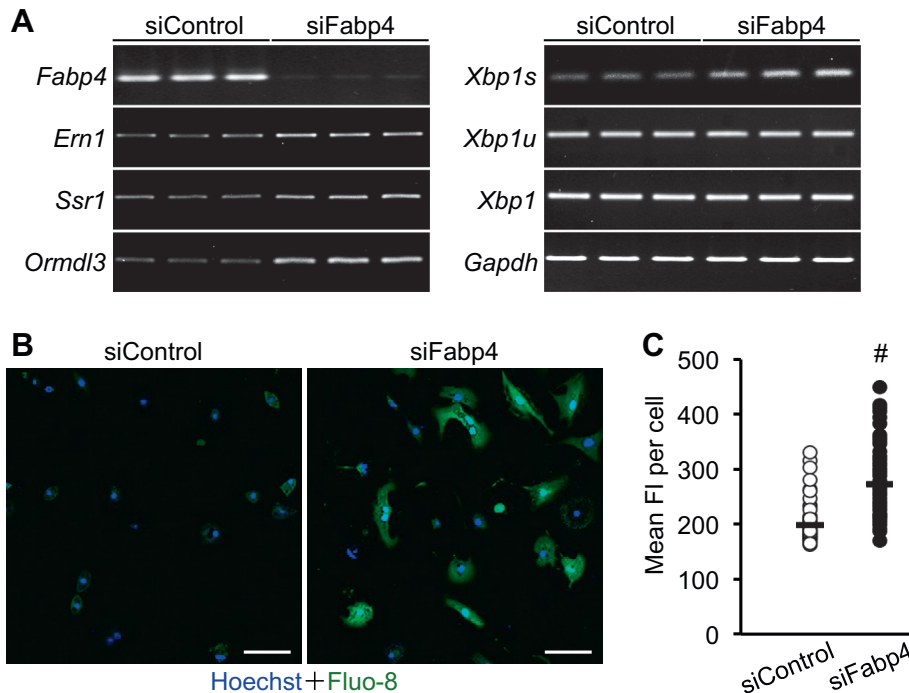 A
siControl siFabp4
Fabp4
Ern1
Ssr1
Ormdl3
siControl siFabp4
Xbp1s
Xbp1u
Xbp1
Gapdh
B
siControl siFabp4
Hoechst+Fluo-8
C
Mean FI per cell
500
400
300
200
100
0
#
siControl
siFabp4